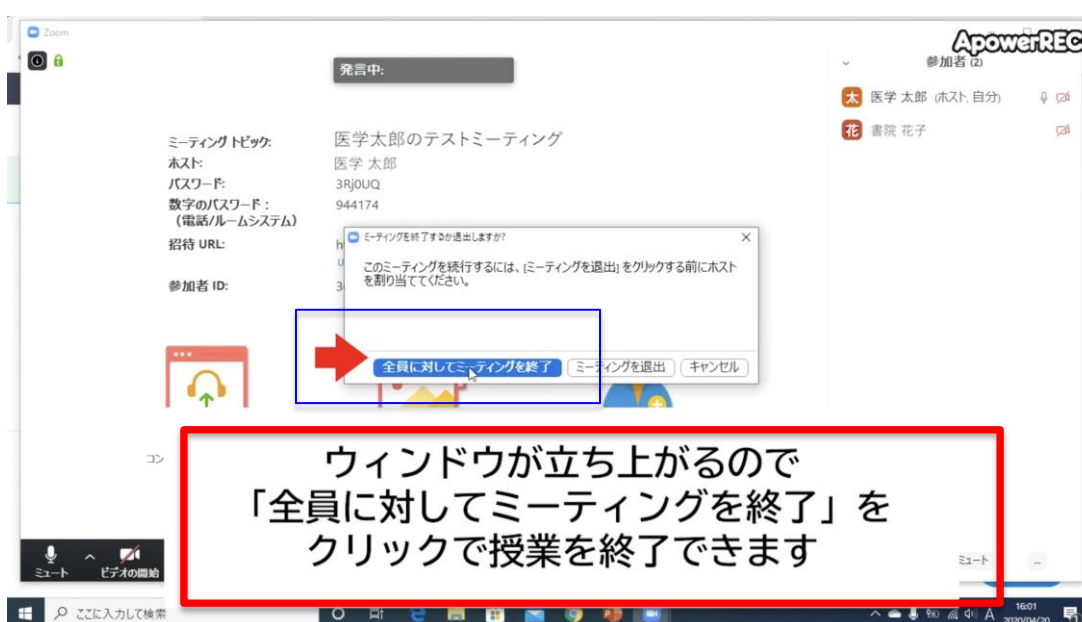 Zoom
ApowerREC
発言中:
参加者 (2)
太 医学 太郎 (ホスト, 自分)
花 書院 花子
ミーティング トピック: 医学太郎のテストミーティング
ホスト: 医学 太郎
パスワード: 3Rj0UQ
数字のパスワード： 944174
（電話/ルームシステム）
招待 URL:
参加者 ID:
ミーティングを終了するか退出しますか?
このミーティングを続行するには、[ミーティングを退出] をクリックする前にホスト
を割り当ててください。
全員に対してミーティングを終了 ミーティングを退出 キャンセル
ウィンドウが立ち上がるので
「全員に対してミーティングを終了」を
クリックで授業を終了できます
ミュート ビデオの開始
ミュート ...
ここに入力して検索
A 16:01
2020/04/20